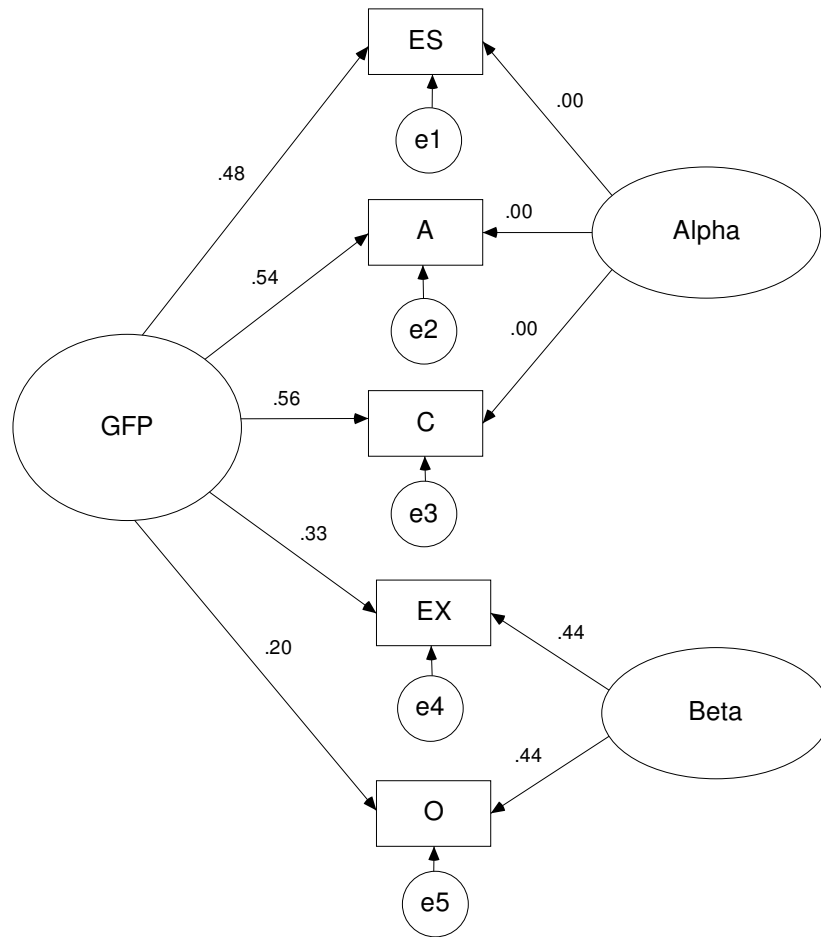 ES
.00
e1
.48
A
.00
Alpha
.54
e2
.00
GFP
.56
C
e3
.33
EX
.44
.20
e4
Beta
.44
O
e5